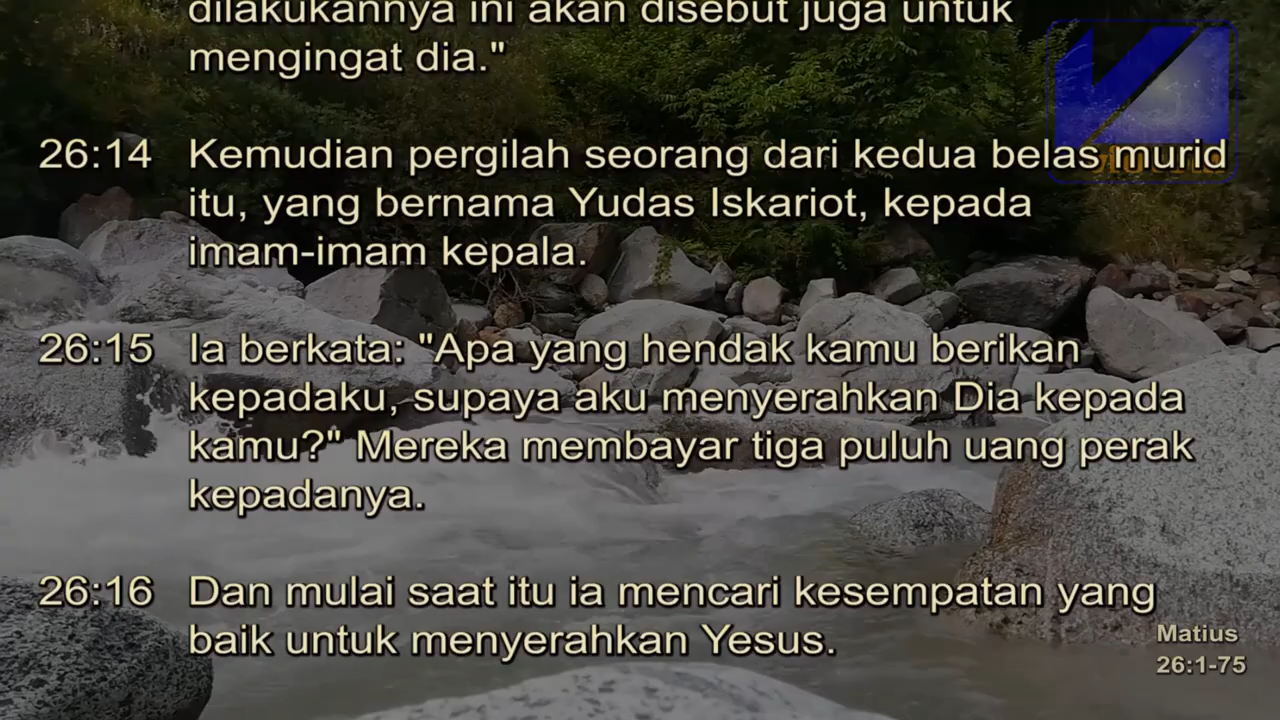 dilakukannya ini akan disebut juga untuk
mengingat dia."
26:14 Kemudian pergilah seorang dari kedua belas murid
itu, yang bernama Yudas Iskariot, kepada
imam-imam kepala.
26:15 Ia berkata: "Apa yang hendak kamu berikan
kepadaku, supaya aku menyerahkan Dia kepada
kamu?" Mereka membayar tiga puluh uang perak
kepadanya.
26:16 Dan mulai saat itu ia mencari kesempatan yang
baik untuk menyerahkan Yesus.
Matius
26:1-75